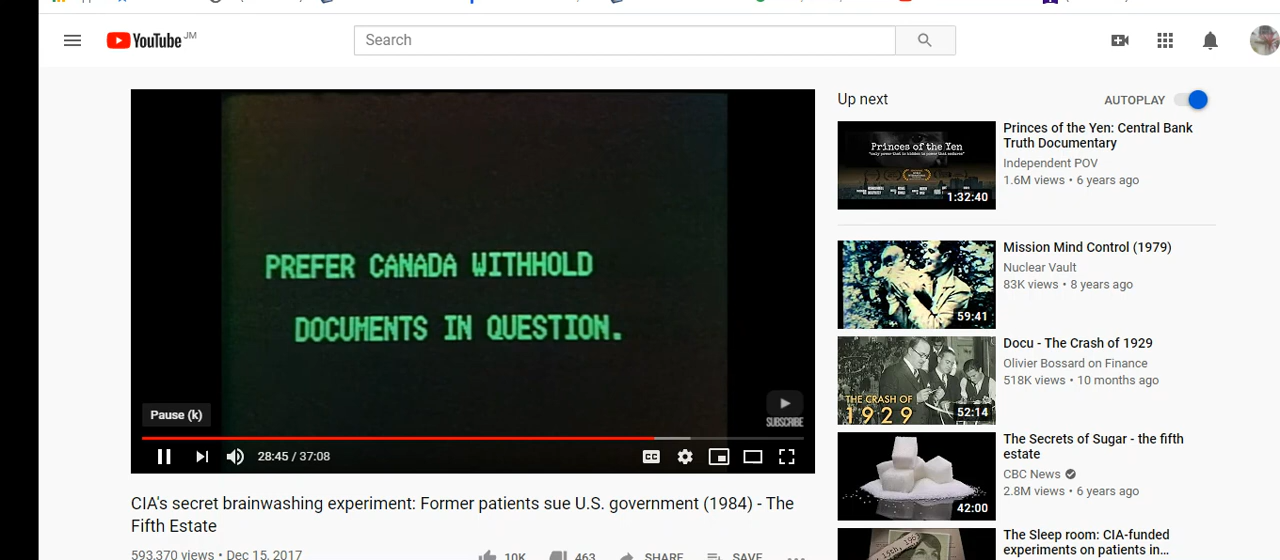 YouTube JM
Search
PREFER CANADA WITHHOLD
DOCUMENTS IN QUESTION.
Pause (k)
SUBSCRIBE
28:45 / 37:08
CC
CIA's secret brainwashing experiment: Former patients sue U.S. government (1984) - The
Fifth Estate
593,370 views • Dec 15, 2017
10K
463
SHARE
SAVE
Up next
AUTOPLAY
Princes of the Yen
1:32:40
Princes of the Yen: Central Bank
Truth Documentary
Independent POV
1.6M views • 6 years ago
59:41
Mission Mind Control (1979)
Nuclear Vault
83K views • 8 years ago
THE CRASH OF
1929
52:14
Docu - The Crash of 1929
Olivier Bossard on Finance
518K views • 10 months ago
42:00
The Secrets of Sugar - the fifth
estate
CBC News
2.8M views • 6 years ago
The Sleep room: CIA-funded
experiments on patients in...